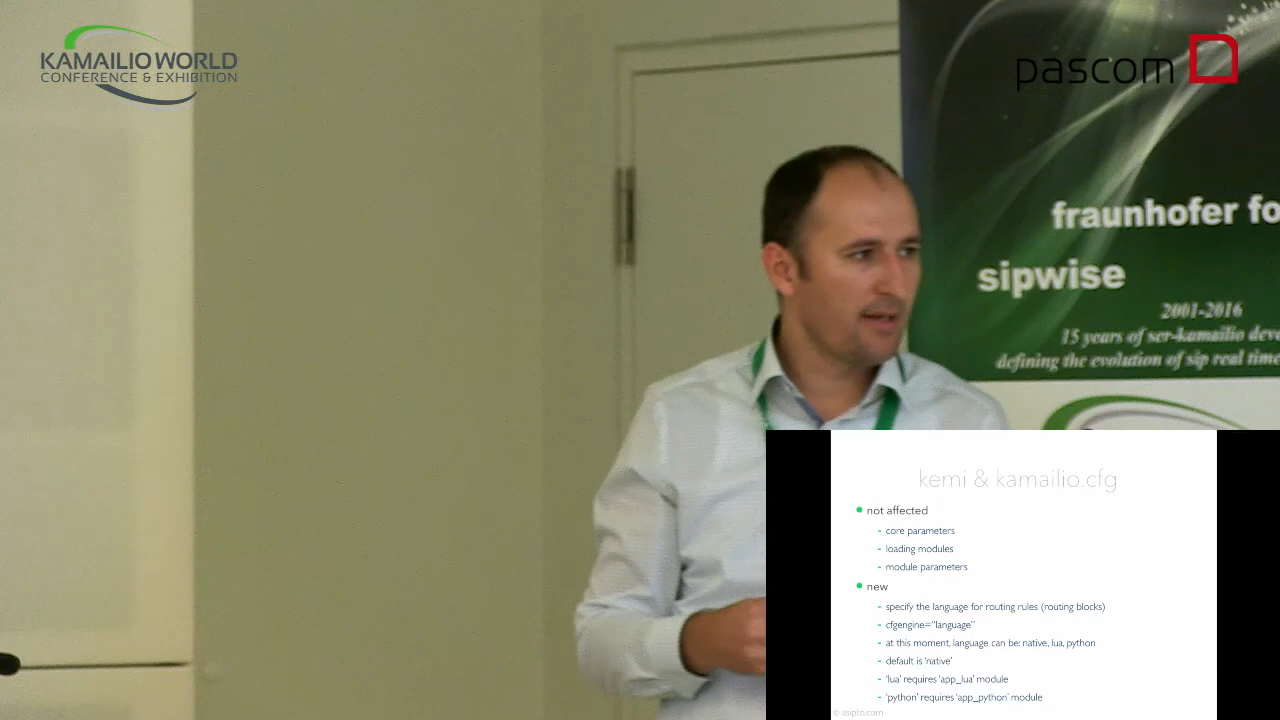 KAMAILIO WORLD
CONFERENCE & EXHIBITION
pascom
fraunhofer fo
sipwise
2001-2016
15 years of ser-kamailio deve
defining the evolution of sip real time
kemi & kamailio.cfg
not affected
- core parameters
- loading modules
- module parameters
new
- specify the language for routing rules (routing blocks)
- cfgengine="language"
- at this moment, language can be: native, lua, python
- default is 'native'
- 'lua' requires 'app_lua' module
- 'python' requires 'app_python' module
© asipto.com